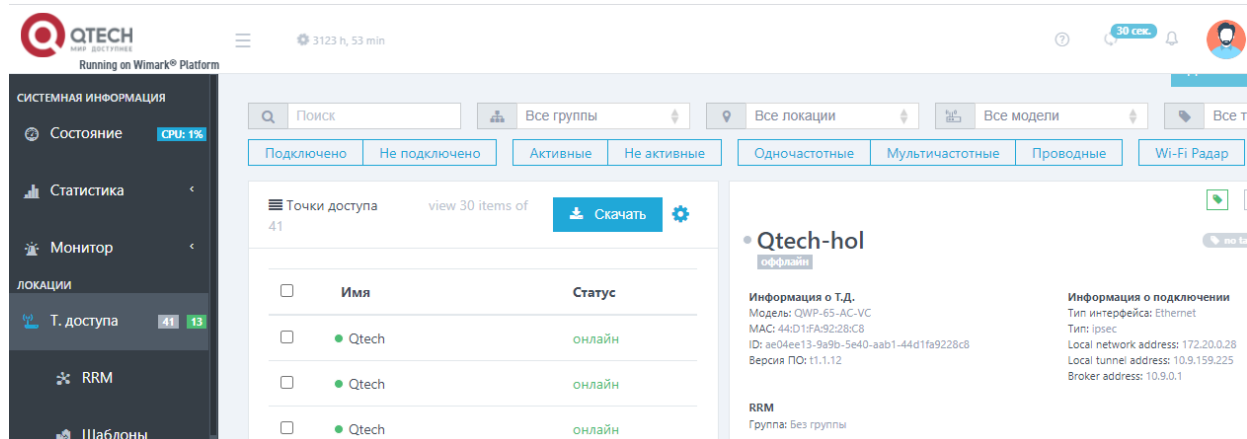 QTECH
МИР ДОСТУПНЕЕ
Running on Wimark® Platform
3123 h, 53 min
30 сек.
СИСТЕМНАЯ ИНФОРМАЦИЯ
Состояние CPU: 1%
Статистика
Монитор
ЛОКАЦИИ
Т. доступа 41 13
RRM
Шаблоны
Поиск Все группы Все локации Все модели Все
Подключено Не подключено Активные Не активные Одночастотные Мультичастотные Проводные Wi-Fi Радар
Точки доступа view 30 items of
41
Скачать
Имя Статус
Qtech онлайн
Qtech онлайн
Qtech онлайн
Qtech-hol
no ta
оффлайн
Информация о Т.Д.
Модель: QWP-65-AC-VC
MAC: 44:D1:FA:92:28:C8
ID: ae04ee13-9a9b-5e40-aab1-44d1fa9228c8
Версия ПО: t1.1.12
Информация о подключении
Тип интерфейса: Ethernet
Тип: ipsec
Local network address: 172.20.0.28
Local tunnel address: 10.9.159.225
Broker address: 10.9.0.1
RRM
Группа: Без группы